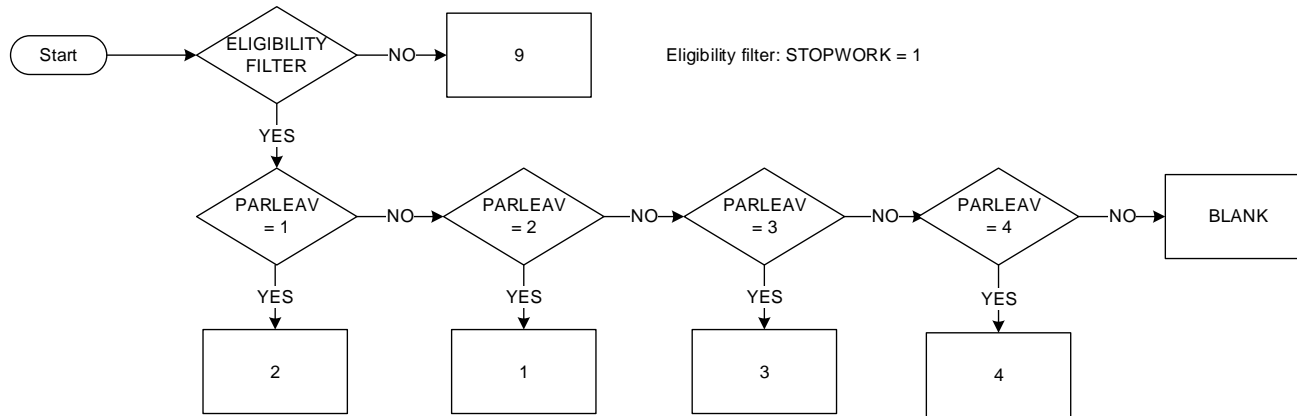 Start
ELIGIBILITY
FILTER
NO
9
Eligibility filter: STOPWORK = 1
YES
PARLEAV
= 1
NO
PARLEAV
= 2
NO
PARLEAV
= 3
NO
PARLEAV
= 4
NO
BLANK
YES
YES
YES
YES
2
1
3
4